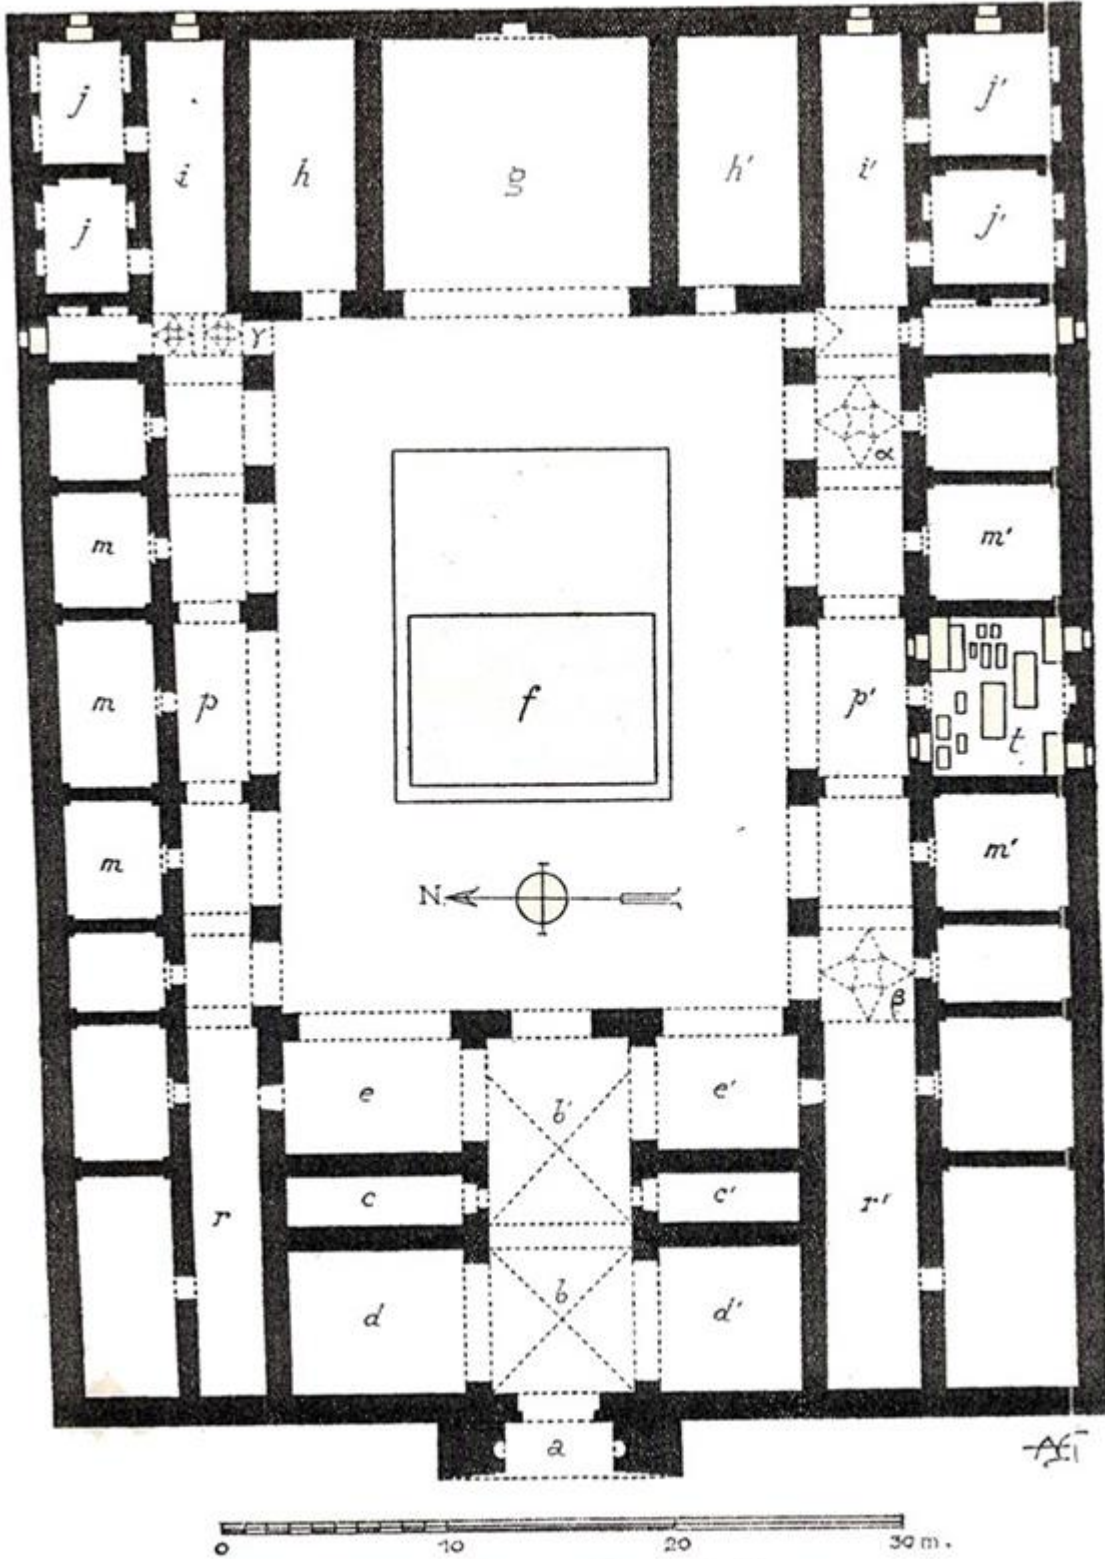 j i h g h' i' j'
j j'
γ
α
m m'
m p f p' t
m N m'
β
e b' e'
c c'
r r'
d b d'
a
0 10 20 30 m.